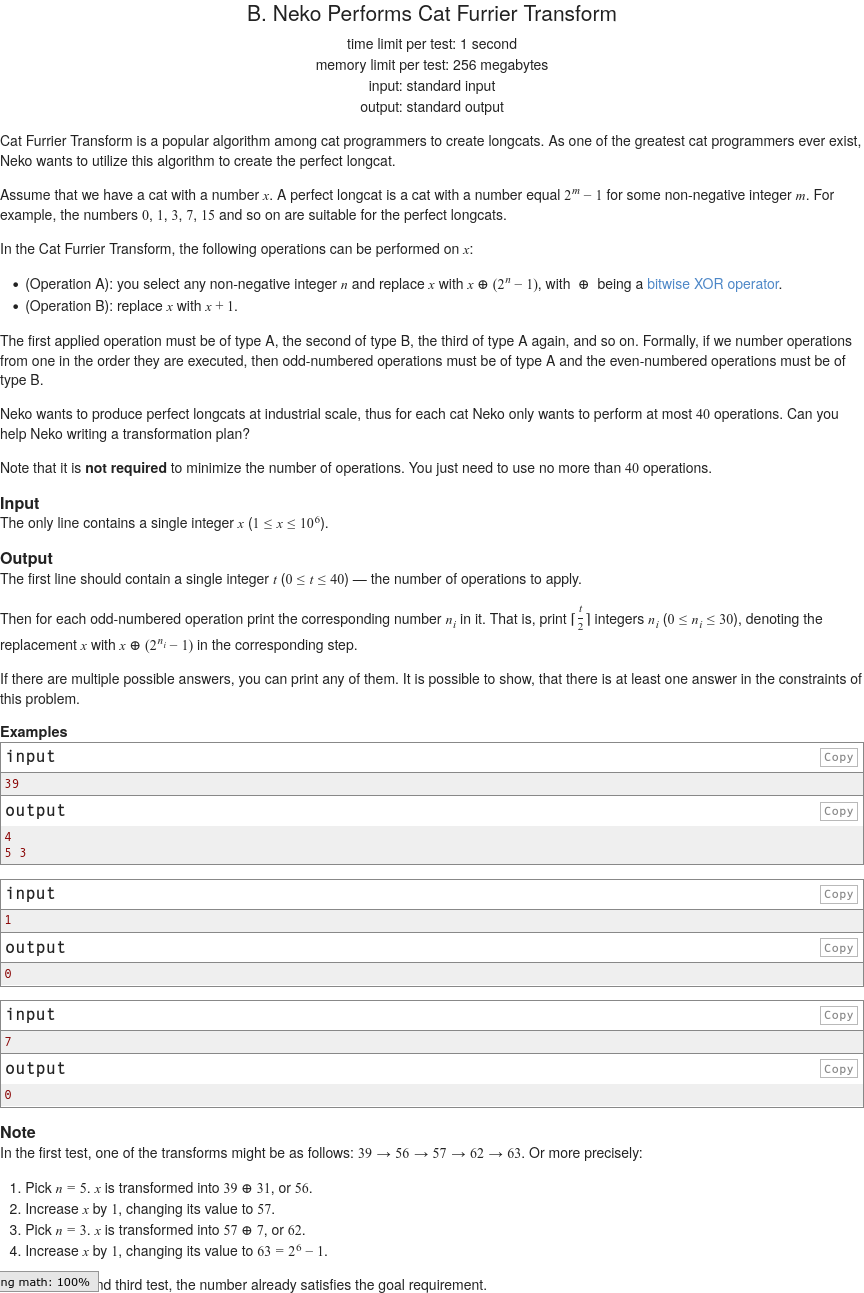 B. Neko Performs Cat Furrier Transform
time limit per test: 1 second
memory limit per test: 256 megabytes
input: standard input
output: standard output
Cat Furrier Transform is a popular algorithm among cat programmers to create longcats. As one of the greatest cat programmers ever exist,
Neko wants to utilize this algorithm to create the perfect longcat.
Assume that we have a cat with a number x. A perfect longcat is a cat with a number equal 2^m − 1 for some non-negative integer m. For
example, the numbers 0, 1, 3, 7, 15 and so on are suitable for the perfect longcats.
In the Cat Furrier Transform, the following operations can be performed on x:
• (Operation A): you select any non-negative integer n and replace x with x ⊕ (2^n − 1), with ⊕ being a bitwise XOR operator.
• (Operation B): replace x with x + 1.
The first applied operation must be of type A, the second of type B, the third of type A again, and so on. Formally, if we number operations
from one in the order they are executed, then odd-numbered operations must be of type A and the even-numbered operations must be of
type B.
Neko wants to produce perfect longcats at industrial scale, thus for each cat Neko only wants to perform at most 40 operations. Can you
help Neko writing a transformation plan?
Note that it is not required to minimize the number of operations. You just need to use no more than 40 operations.
Input
The only line contains a single integer x (1 ≤ x ≤ 10^6).
Output
The first line should contain a single integer t (0 ≤ t ≤ 40) — the number of operations to apply.
Then for each odd-numbered operation print the corresponding number n_i in it. That is, print ⌈t/2⌉ integers n_i (0 ≤ n_i ≤ 30), denoting the
replacement x with x ⊕ (2^{n_i} − 1) in the corresponding step.
If there are multiple possible answers, you can print any of them. It is possible to show, that there is at least one answer in the constraints of
this problem.
Examples
input Copy
39
output Copy
4
5 3
input Copy
1
output Copy
0
input Copy
7
output Copy
0
Note
In the first test, one of the transforms might be as follows: 39 → 56 → 57 → 62 → 63. Or more precisely:
1. Pick n = 5. x is transformed into 39 ⊕ 31, or 56.
2. Increase x by 1, changing its value to 57.
3. Pick n = 3. x is transformed into 57 ⊕ 7, or 62.
4. Increase x by 1, changing its value to 63 = 2^6 − 1.
ng math: 100% nd third test, the number already satisfies the goal requirement.